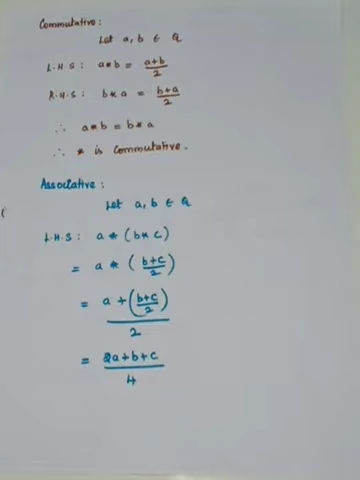 Commutative:
Let a, b ∈ Q
L.H.S: a*b = (a+b)/2
R.H.S: b*a = (b+a)/2
∴ a*b = b*a
∴ * is commutative.
Associative:
Let a, b ∈ Q
L.H.S: a * (b*c)
= a * ((b+c)/2)
= (a + ((b+c)/2))/2
= (2a+b+c)/4